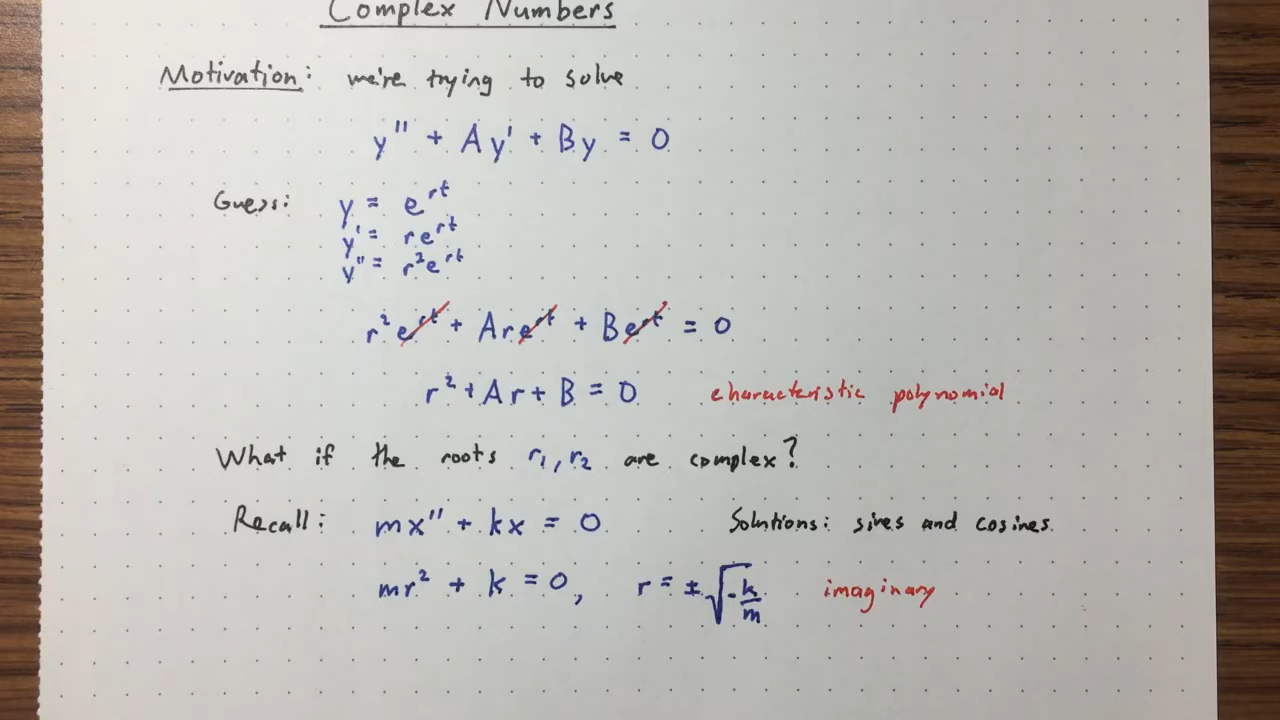 Complex Numbers
Motivation: we're trying to solve
y'' + Ay' + By = 0
Guess: y = e^{rt}
y' = re^{rt}
y'' = r²e^{rt}
r²e^{rt} + Are^{rt} + Be^{rt} = 0
r² + Ar + B = 0 characteristic polynomial
What if the roots r₁, r₂ are complex?
Recall: mx'' + kx = 0 Solutions: sines and cosines.
mr² + k = 0, r = ±√(-k/m) imaginary